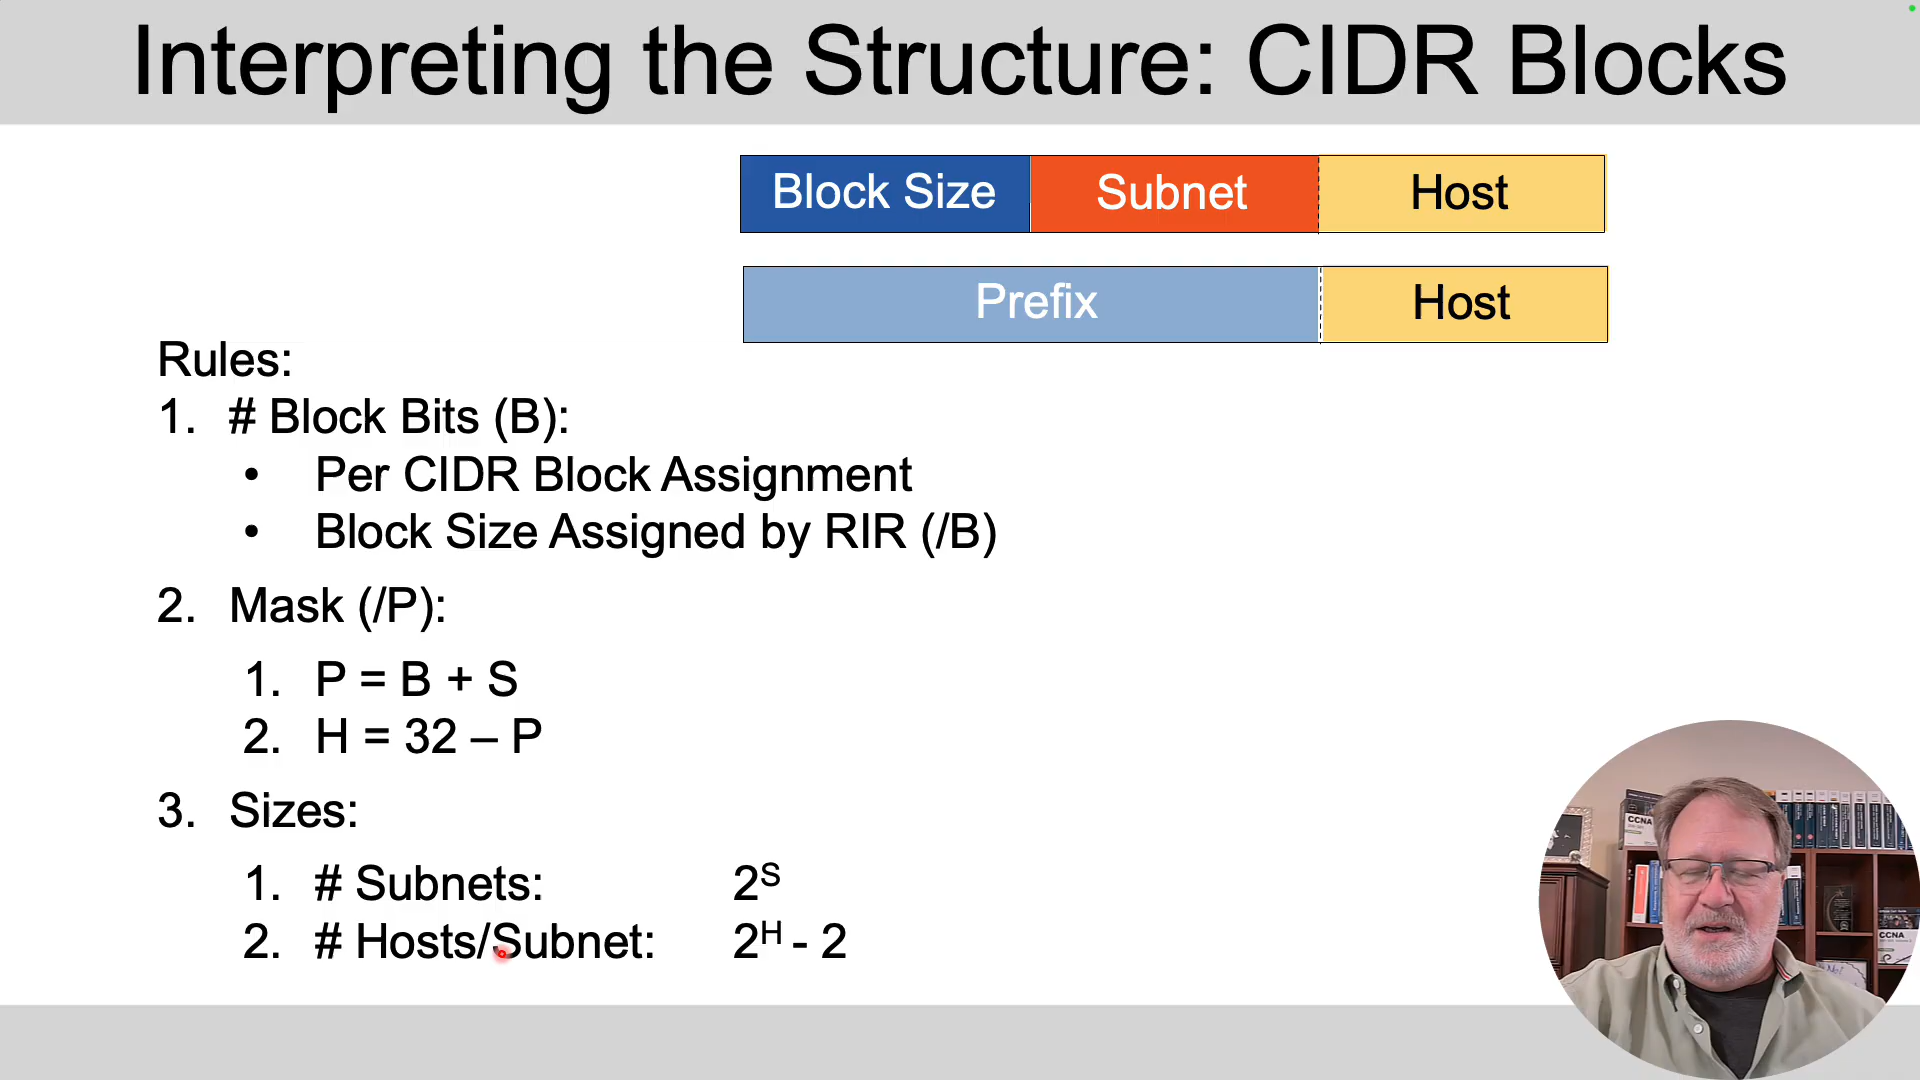 Interpreting the Structure: CIDR Blocks
Block Size Subnet Host
Prefix Host
Rules:
1. # Block Bits (B):
• Per CIDR Block Assignment
• Block Size Assigned by RIR (/B)
2. Mask (/P):
1. P = B + S
2. H = 32 – P
3. Sizes:
1. # Subnets: 2ˢ
2. # Hosts/Subnet: 2ᴴ - 2
CCNA
CCNA